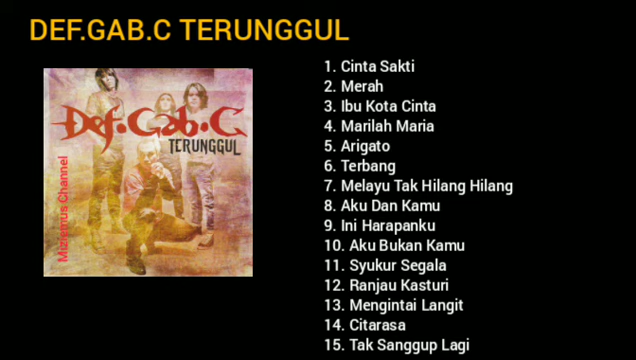 DEF.GAB.C TERUNGGUL
Def.Gab.C
TERUNGGUL
Mizremus Channel
1. Cinta Sakti
2. Merah
3. Ibu Kota Cinta
4. Marilah Maria
5. Arigato
6. Terbang
7. Melayu Tak Hilang Hilang
8. Aku Dan Kamu
9. Ini Harapanku
10. Aku Bukan Kamu
11. Syukur Segala
12. Ranjau Kasturi
13. Mengintai Langit
14. Citarasa
15. Tak Sanggup Lagi